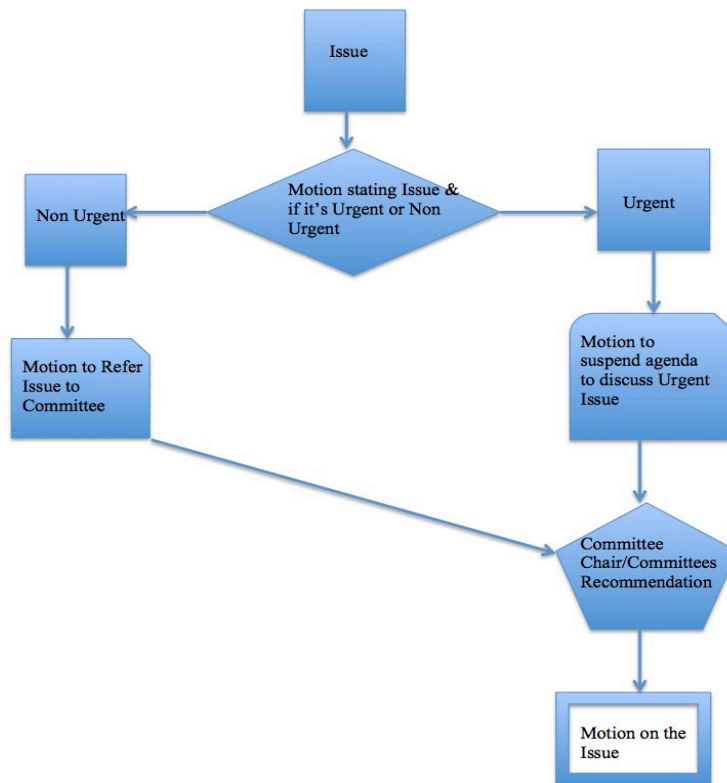 Issue
Motion stating Issue &
if it's Urgent or Non
Urgent
Non Urgent
Urgent
Motion to Refer
Issue to
Committee
Motion to
suspend agenda
to discuss Urgent
Issue
Committee
Chair/Committees
Recommendation
Motion on the
Issue